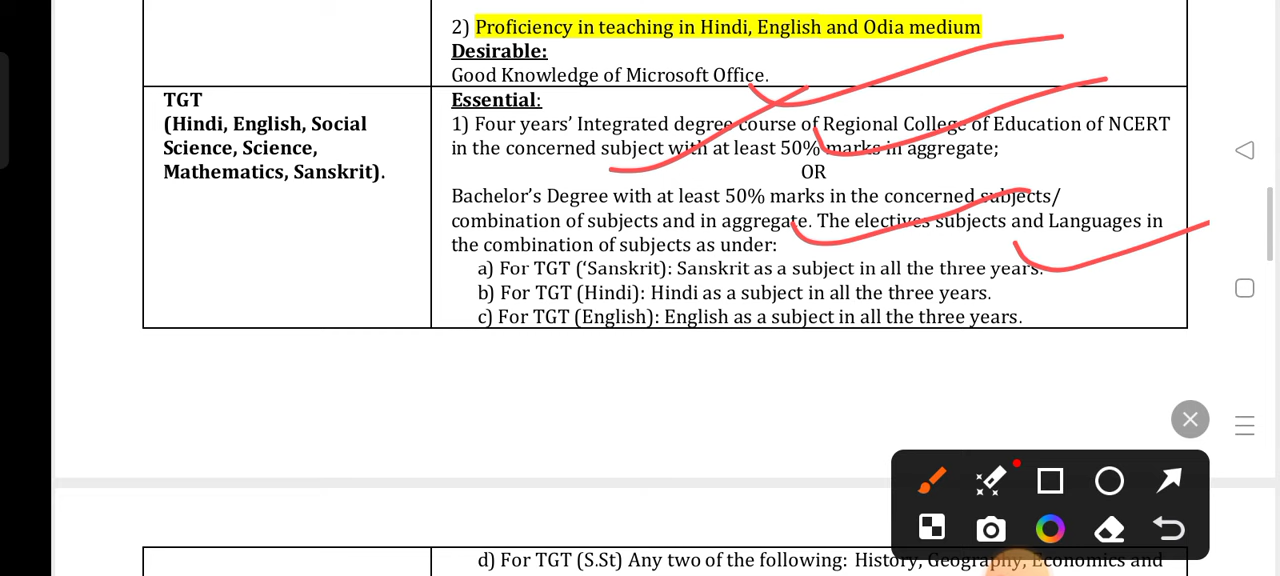 2) Proficiency in teaching in Hindi, English and Odia medium
Desirable:
Good Knowledge of Microsoft Office.
TGT
(Hindi, English, Social
Science, Science,
Mathematics, Sanskrit).
Essential:
1) Four years’ Integrated degree course of Regional College of Education of NCERT
in the concerned subject with at least 50% marks in aggregate;
OR
Bachelor’s Degree with at least 50% marks in the concerned subjects/
combination of subjects and in aggregate. The electives subjects and Languages in
the combination of subjects as under:
a) For TGT (‘Sanskrit): Sanskrit as a subject in all the three years.
b) For TGT (Hindi): Hindi as a subject in all the three years.
c) For TGT (English): English as a subject in all the three years.
d) For TGT (S.St) Any two of the following: History, Geography, Economics and